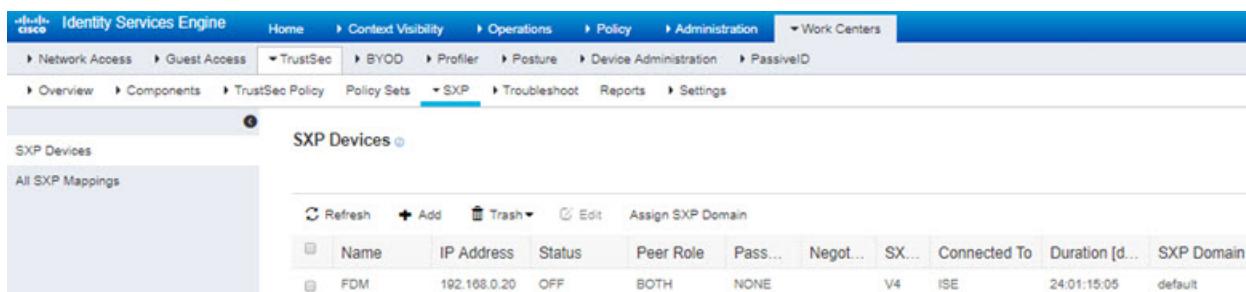 cisco Identity Services Engine Home Context Visibility Operations Policy Administration Work Centers
Network Access Guest Access TrustSec BYOD Profiler Posture Device Administration PassiveID
Overview Components TrustSec Policy Policy Sets SXP Troubleshoot Reports Settings
SXP Devices
All SXP Mappings
SXP Devices
Refresh Add Trash Edit Assign SXP Domain
Name IP Address Status Peer Role Pass... Negot... SX... Connected To Duration [d... SXP Domain
FDM 192.168.0.20 OFF BOTH NONE V4 ISE 24:01:15:05 default